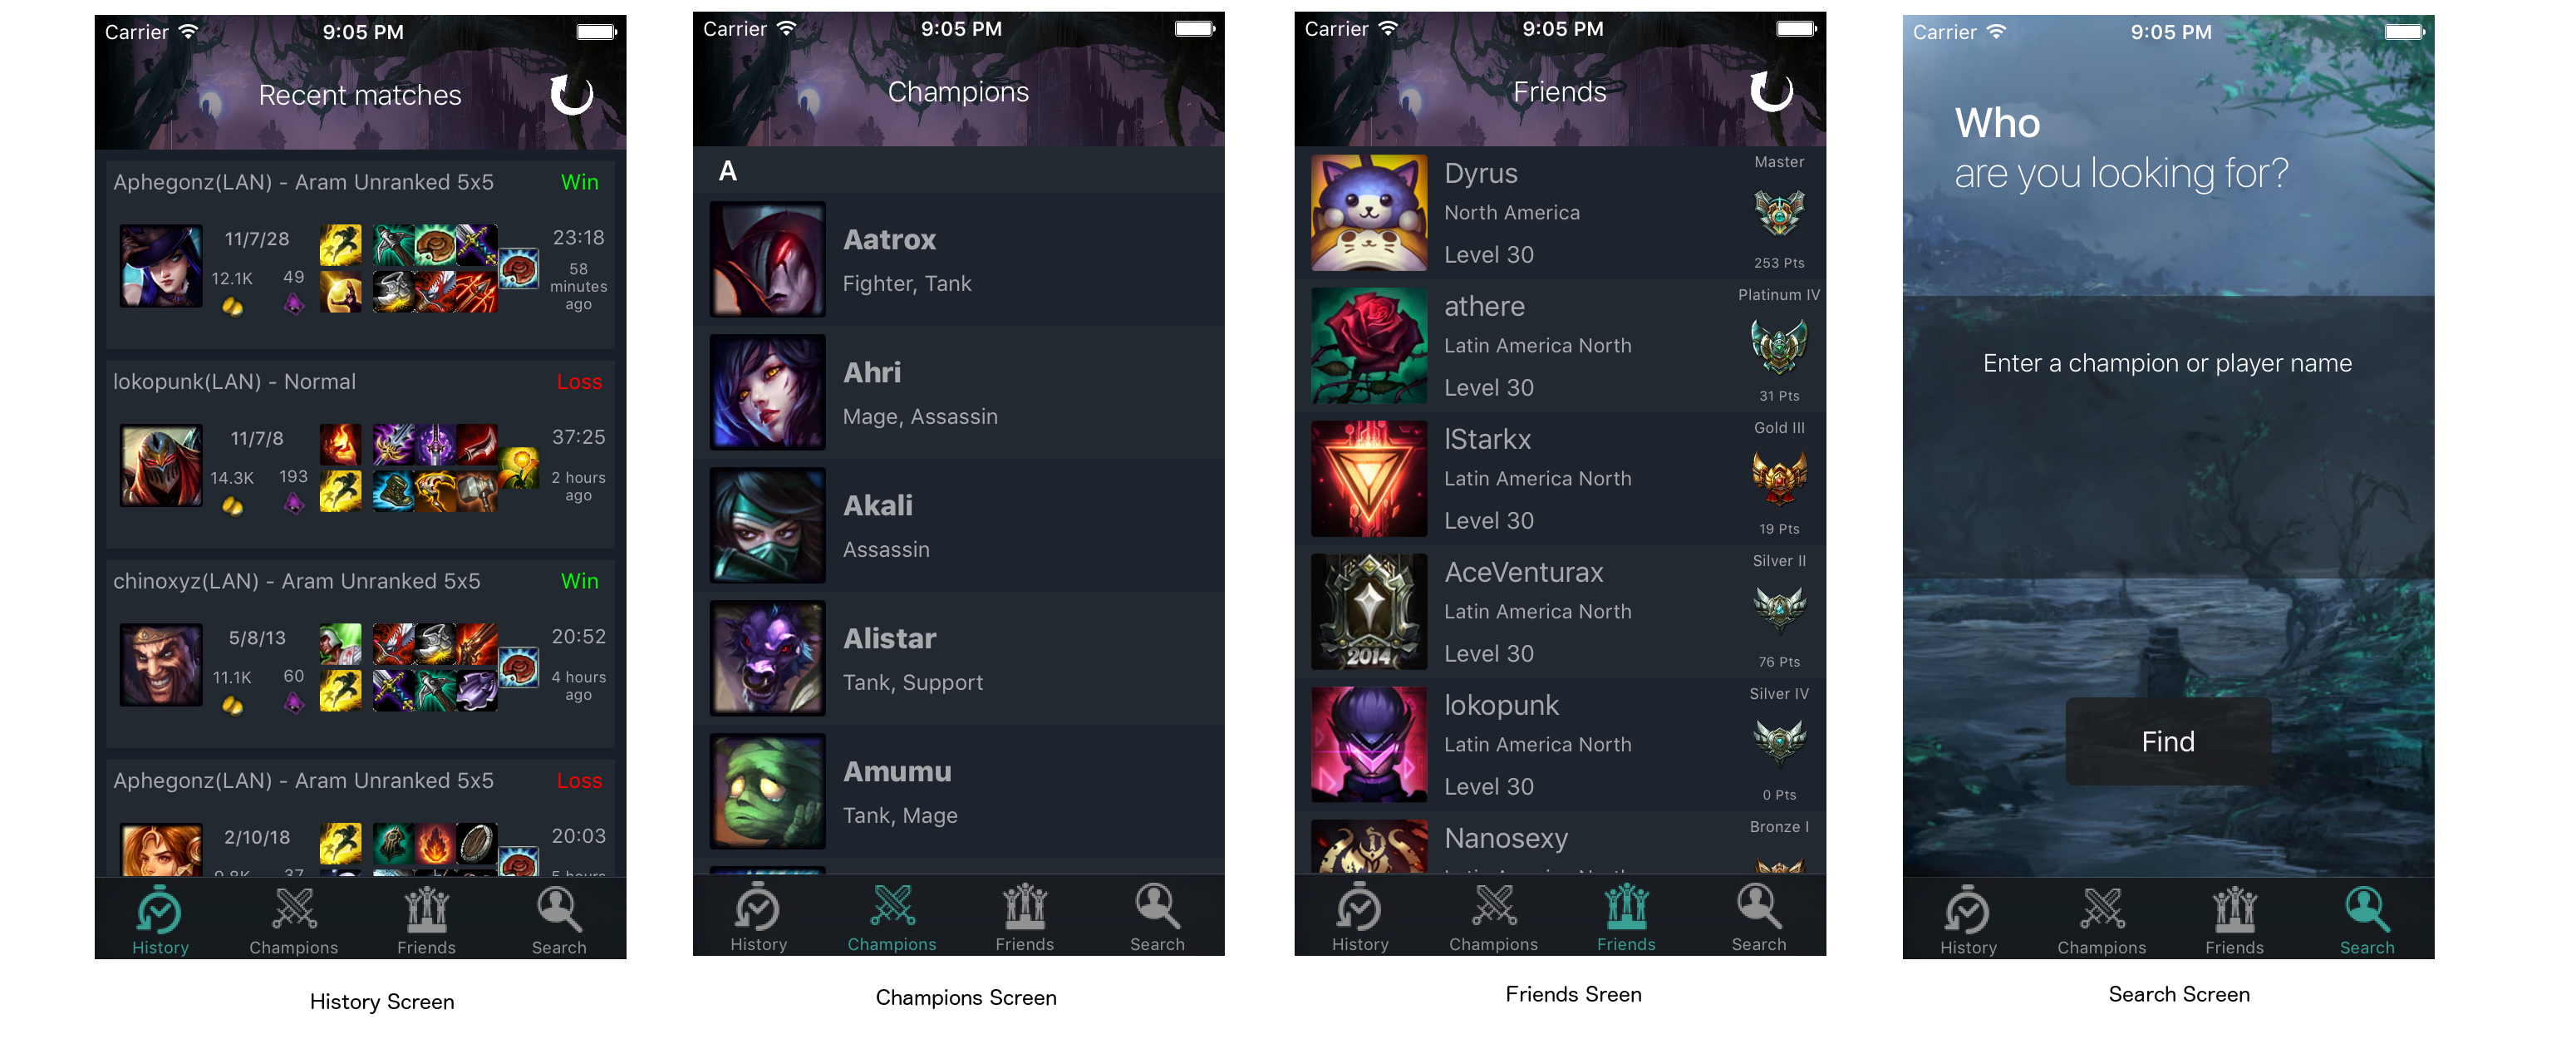 Carrier 9:05 PM
Recent matches
Aphegonz(LAN) - Aram Unranked 5x5 Win
11/7/28
12.1K 49
23:18
58
minutes
ago
lokopunk(LAN) - Normal Loss
11/7/8
14.3K 193
37:25
2 hours
ago
chinoxyz(LAN) - Aram Unranked 5x5 Win
5/8/13
11.1K 60
20:52
4 hours
ago
Aphegonz(LAN) - Aram Unranked 5x5 Loss
2/10/18
9.8K 37
20:03
5 hours
History Champions Friends Search
History Screen
Carrier 9:05 PM
Champions
A
Aatrox
Fighter, Tank
Ahri
Mage, Assassin
Akali
Assassin
Alistar
Tank, Support
Amumu
Tank, Mage
History Champions Friends Search
Champions Screen
Carrier 9:05 PM
Friends
Dyrus
North America
Level 30
Master
253 Pts
athere
Latin America North
Level 30
Platinum IV
31 Pts
lStarkx
Latin America North
Level 30
Gold III
19 Pts
AceVenturax
Latin America North
Level 30
2014
Silver II
76 Pts
lokopunk
Latin America North
Level 30
Silver IV
0 Pts
Nanosexy
Latin America North
Bronze I
History Champions Friends Search
Friends Sreen
Carrier 9:05 PM
Who
are you looking for?
Enter a champion or player name
Find
History Champions Friends Search
Search Screen